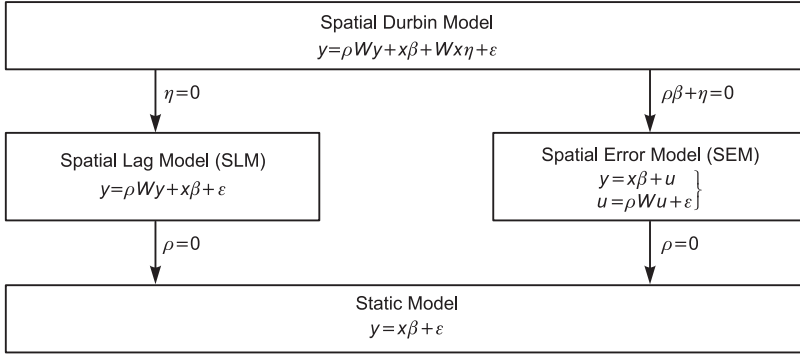 Spatial Durbin Model
y=ρWy+xβ+Wxη+ε
η=0
ρβ+η=0
Spatial Lag Model (SLM)
y=ρWy+xβ+ε
Spatial Error Model (SEM)
y=xβ+u
u=ρWu+ε
ρ=0
ρ=0
Static Model
y=xβ+ε